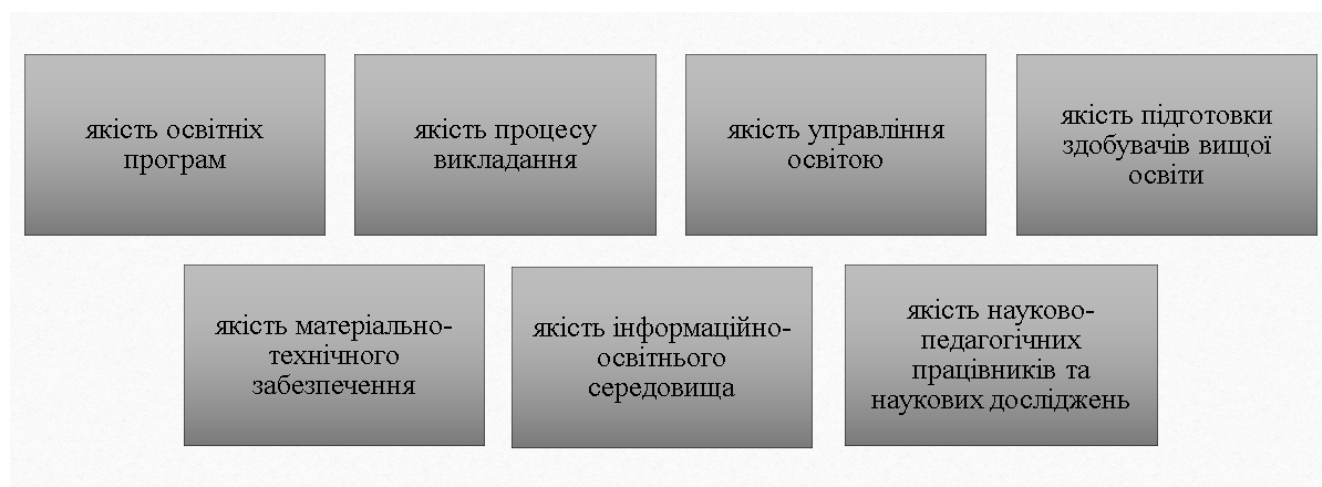 якість освітніх
програм
якість процесу
викладання
якість управління
освітою
якість підготовки
здобувачів вищої
освіти
якість матеріально-
технічного
забезпечення
якість інформаційно-
освітнього
середовища
якість науково-
педагогічних
працівників та
наукових досліджень